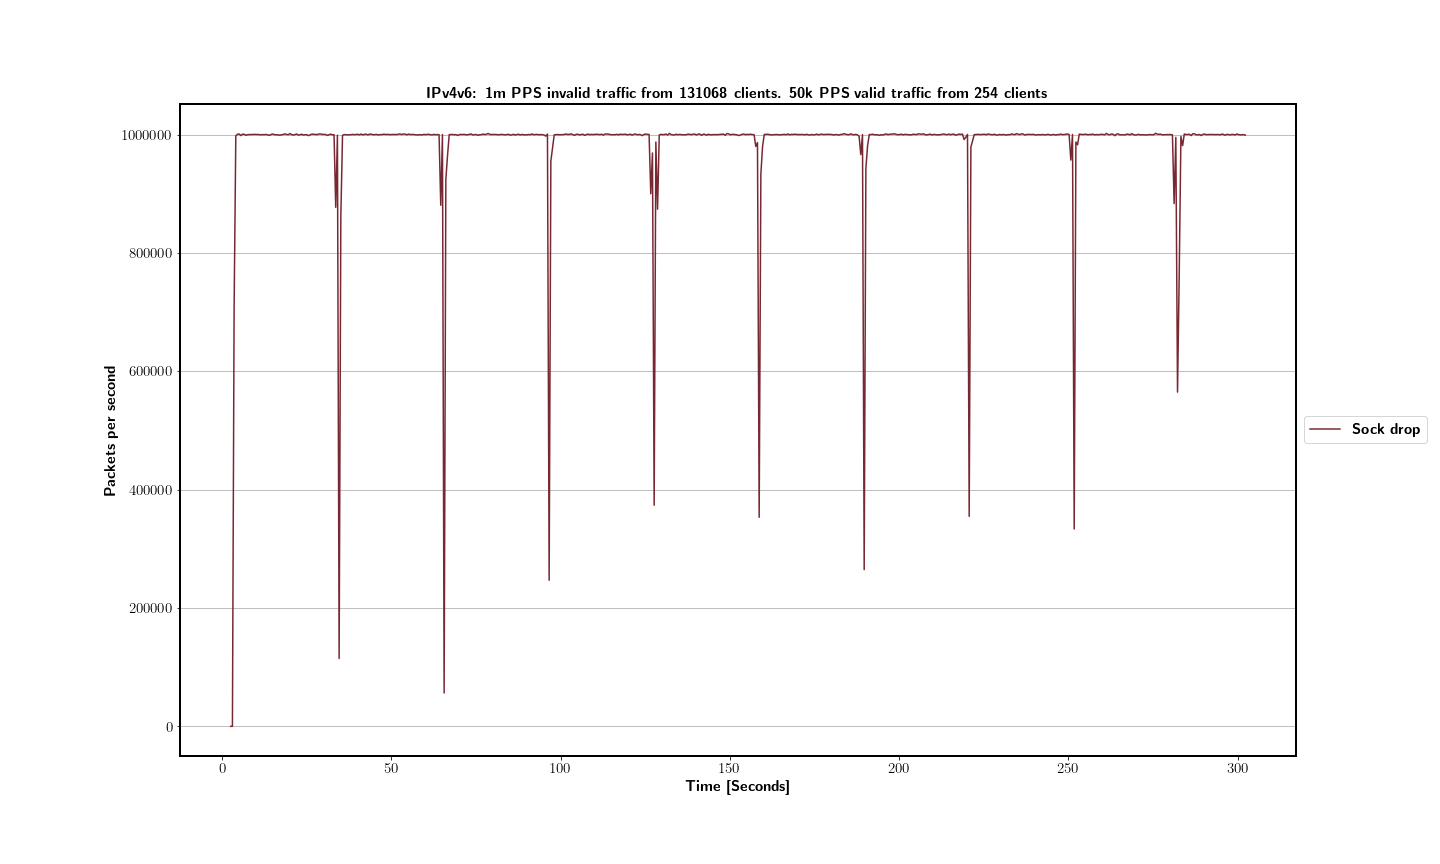 IPv4v6: 1m PPS invalid traffic from 131068 clients. 50k PPS valid traffic from 254 clients
1000000
800000
600000
400000
200000
0
Packets per second
0 50 100 150 200 250 300
Time [Seconds]
Sock drop